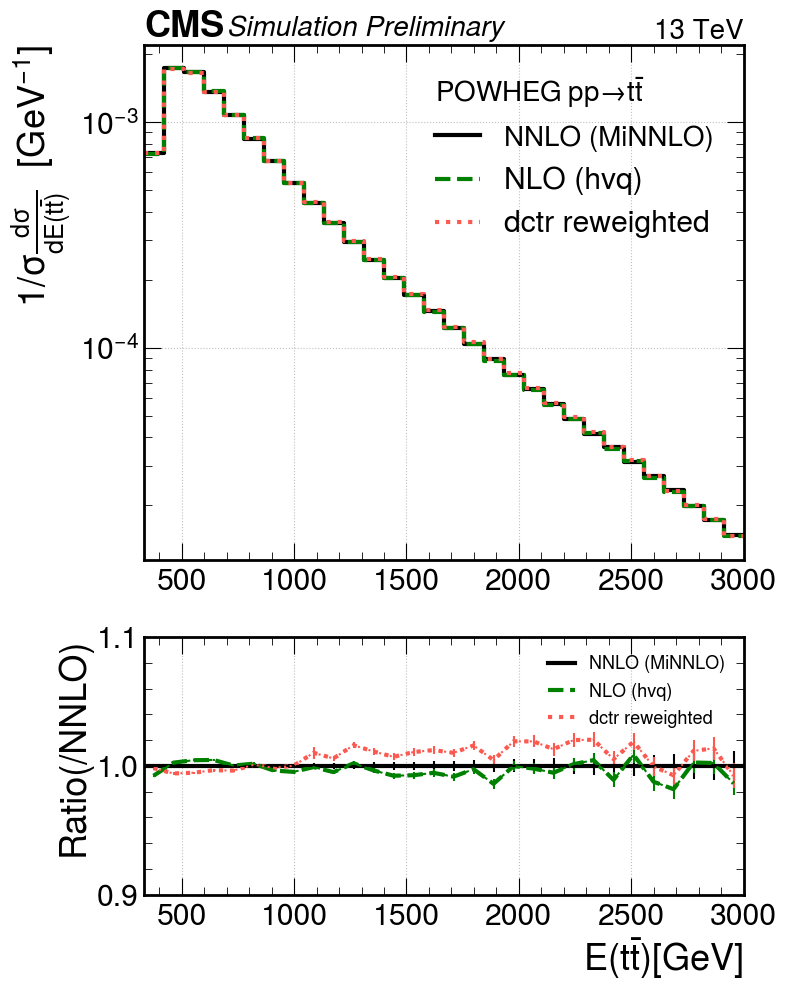 CMS Simulation Preliminary 13 TeV
1/σ dσ/dE(tt̄) [GeV⁻¹]
10⁻³
10⁻⁴
POWHEG pp→tt̄
NNLO (MiNNLO)
NLO (hvq)
dctr reweighted
500 1000 1500 2000 2500 3000
Ratio(/NNLO)
1.1
1.0
0.9
NNLO (MiNNLO)
NLO (hvq)
dctr reweighted
500 1000 1500 2000 2500 3000
E(tt̄)[GeV]